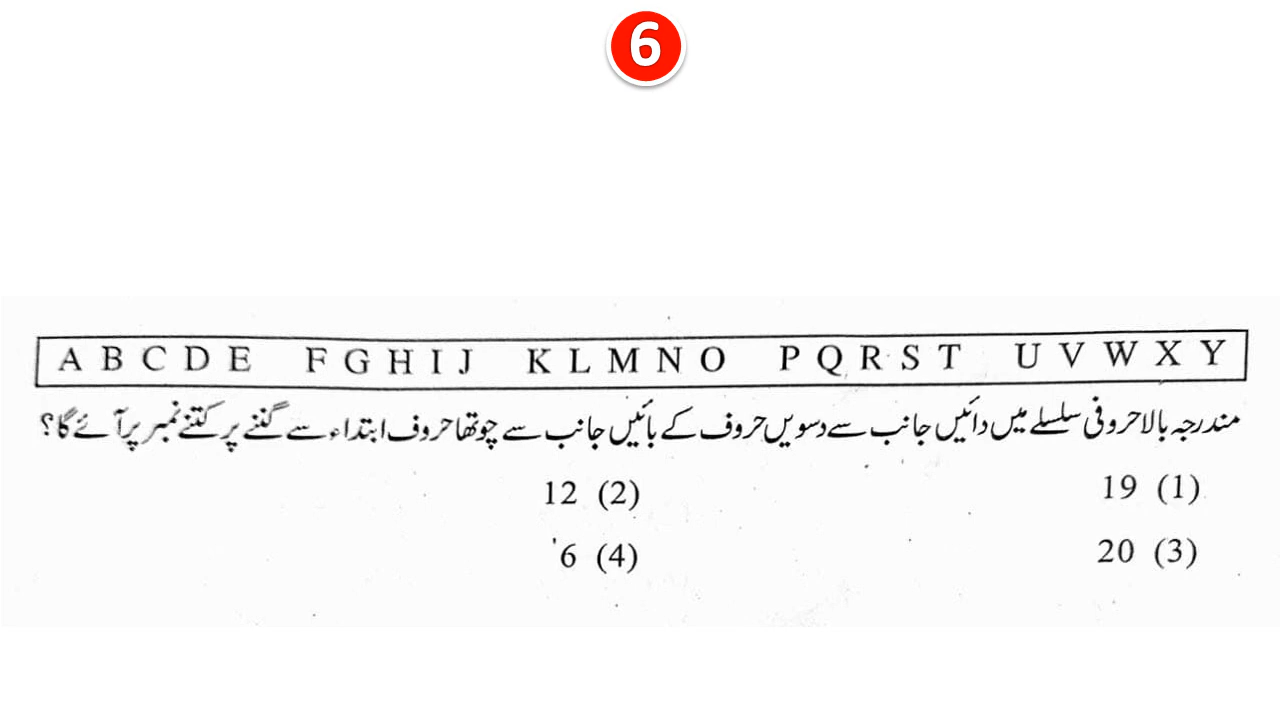 6
A B C D E F G H I J K L M N O P Q R S T U V W X Y
مندرجہ بالا حروفی سلسلے میں دائیں جانب سے دسویں حروف کے بائیں جانب سے چوتھا حروف ابتداء سے گننے پر کتنے نمبر پر آئے گا؟
19 (1) 12 (2)
20 (3) 6 (4)